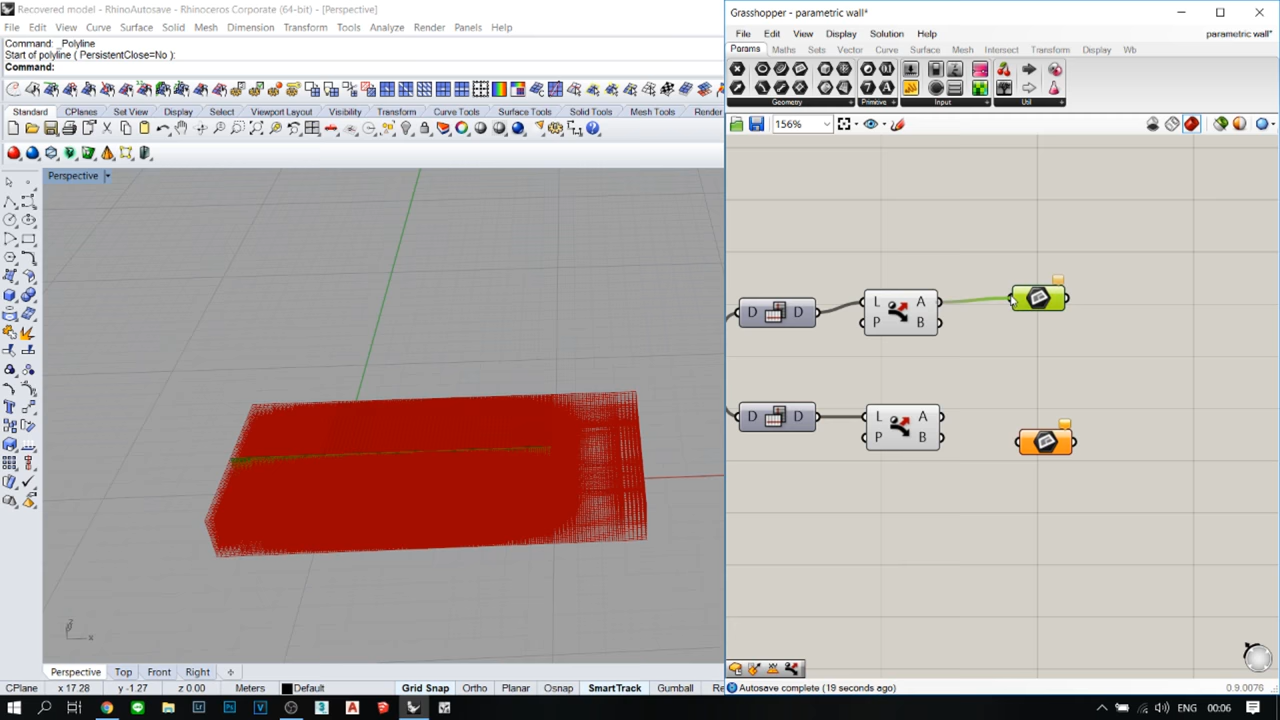 Recovered model - RhinoAutosave - Rhinoceros Corporate (64-bit) - [Perspective]
File Edit View Curve Surface Solid Mesh Dimension Transform Tools Analyze Render Panels Help
Command: _Polyline
Start of polyline ( PersistentClose=No ):
Command:
Standard CPlanes Set View Display Select Viewport Layout Visibility Transform Curve Tools Surface Tools Solid Tools Mesh Tools Render
Perspective
x
Perspective Top Front Right
CPlane x 17.28 y -1.27 z 0.00 Meters Default Grid Snap Ortho Planar Osnap SmartTrack Gumball Re
Grasshopper - parametric wall*
File Edit View Display Solution Help parametric wall*
Params Maths Sets Vector Curve Surface Mesh Intersect Transform Display Wb
Geometry Primitive Input Util
156%
D D L A
P B
D D L A
P B
Autosave complete (19 seconds ago) 0.9.0076
ENG 00:06